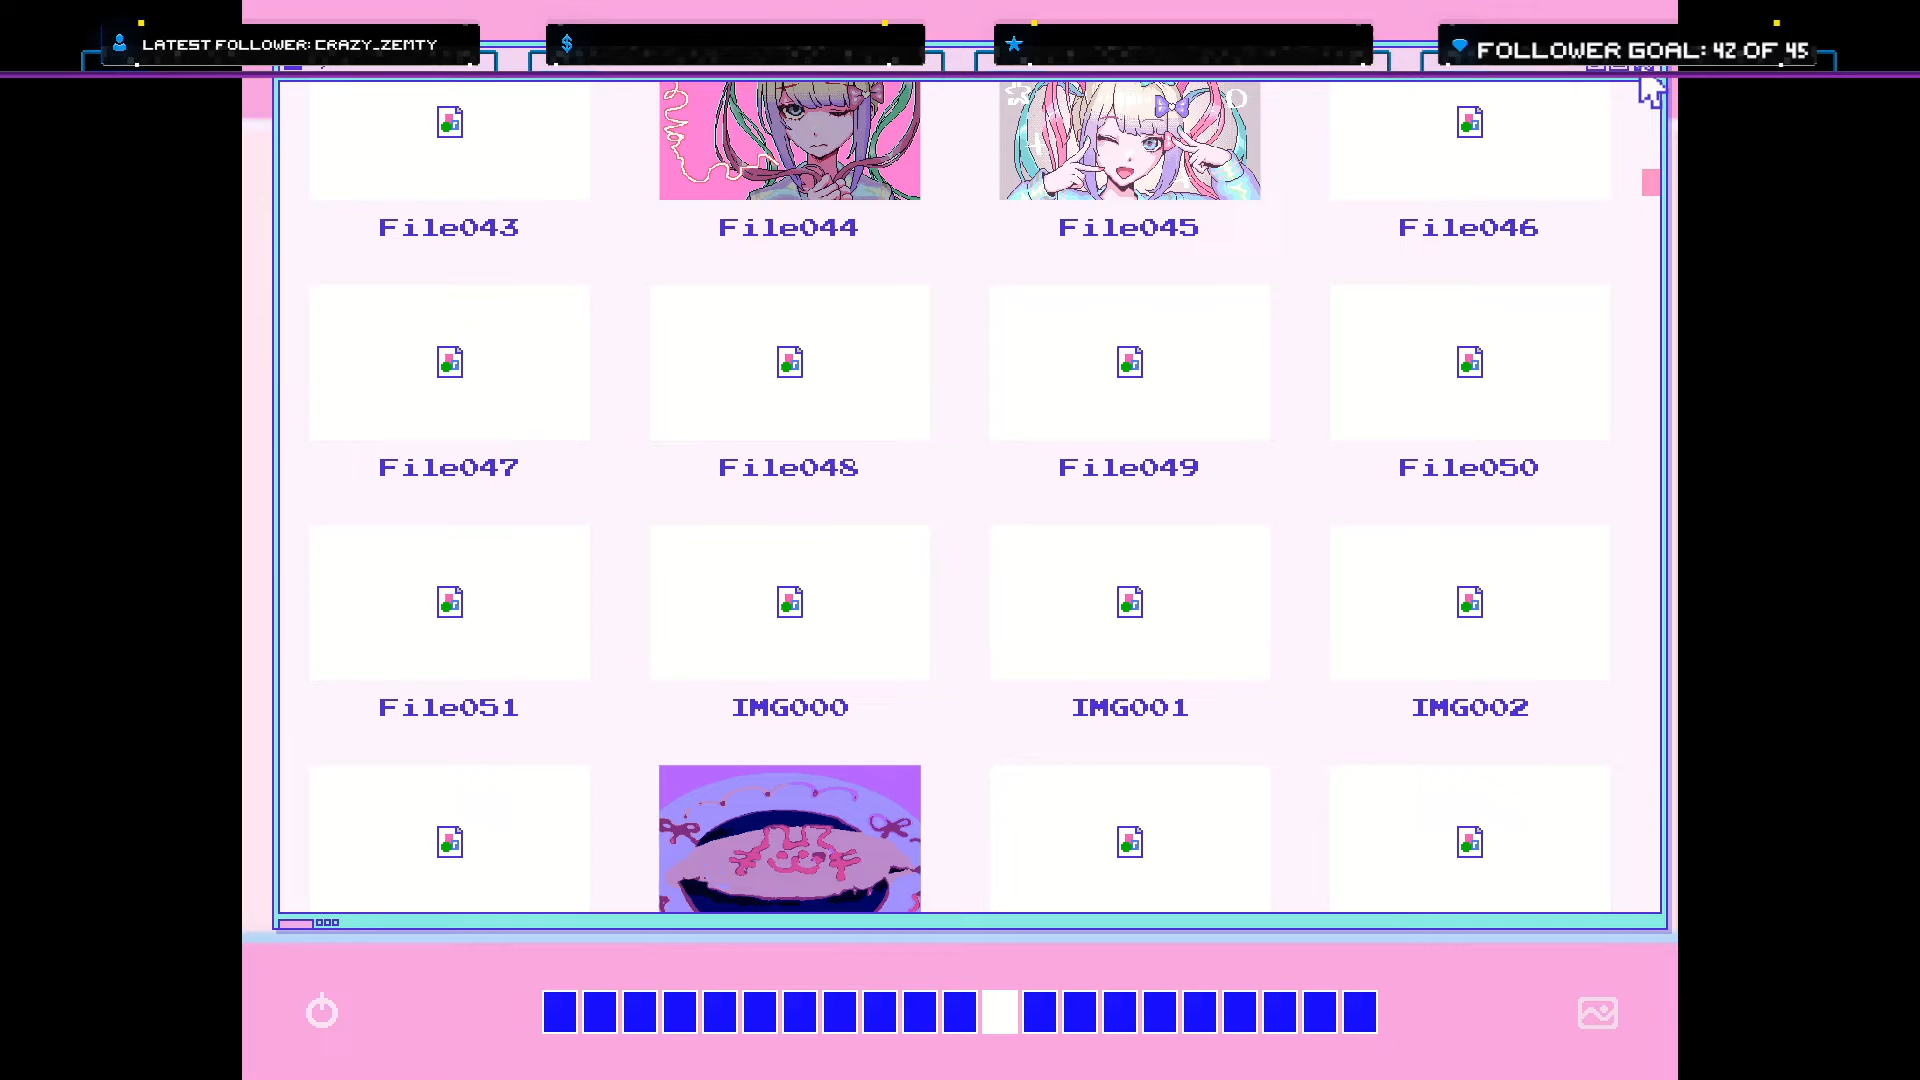 LATEST FOLLOWER: CRAZY_ZEMTY
$
FOLLOWER GOAL: 42 OF 45
File043
File044
File045
File046
File047
File048
File049
File050
File051
IMG000
IMG001
IMG002